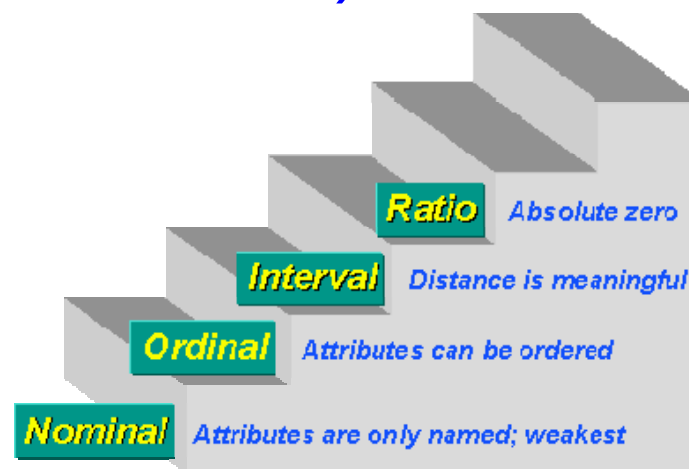 Ratio Absolute zero
Interval Distance is meaningful
Ordinal Attributes can be ordered
Nominal Attributes are only named; weakest